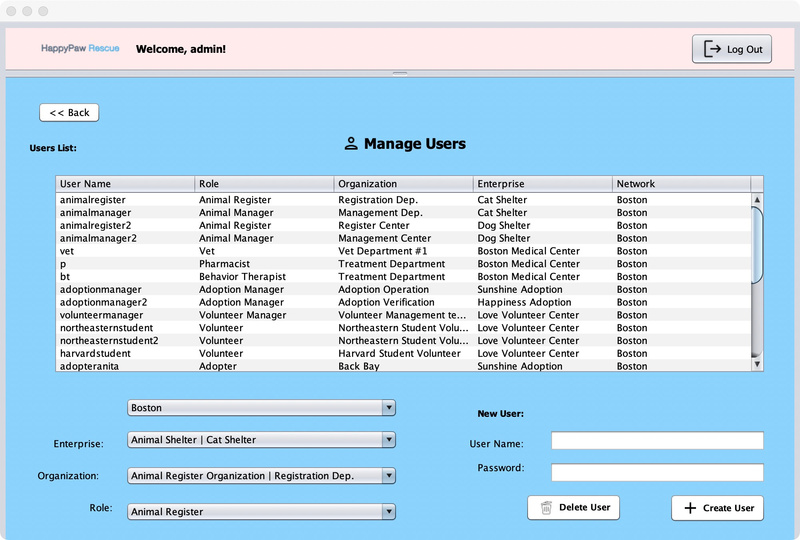 HappyPaw Rescue Welcome, admin! Log Out
<< Back
Users List: Manage Users
User Name Role Organization Enterprise Network
animalregister Animal Register Registration Dep. Cat Shelter Boston
animalmanager Animal Manager Management Dep. Cat Shelter Boston
animalregister2 Animal Register Register Center Dog Shelter Boston
animalmanager2 Animal Manager Management Center Dog Shelter Boston
vet Vet Vet Department #1 Boston Medical Center Boston
p Pharmacist Treatment Department Boston Medical Center Boston
bt Behavior Therapist Treatment Department Boston Medical Center Boston
adoptionmanager Adoption Manager Adoption Operation Sunshine Adoption Boston
adoptionmanager2 Adoption Manager Adoption Verification Happiness Adoption Boston
volunteermanager Volunteer Manager Volunteer Management te... Love Volunteer Center Boston
northeasternstudent Volunteer Northeastern Student Volu... Love Volunteer Center Boston
northeasternstudent2 Volunteer Northeastern Student Volu... Love Volunteer Center Boston
harvardstudent Volunteer Harvard Student Volunteer Love Volunteer Center Boston
adopteranita Adopter Back Bay Sunshine Adoption Boston
Boston
Enterprise: Animal Shelter | Cat Shelter
Organization: Animal Register Organization | Registration Dep.
Role: Animal Register
New User:
User Name:
Password:
Delete User Create User